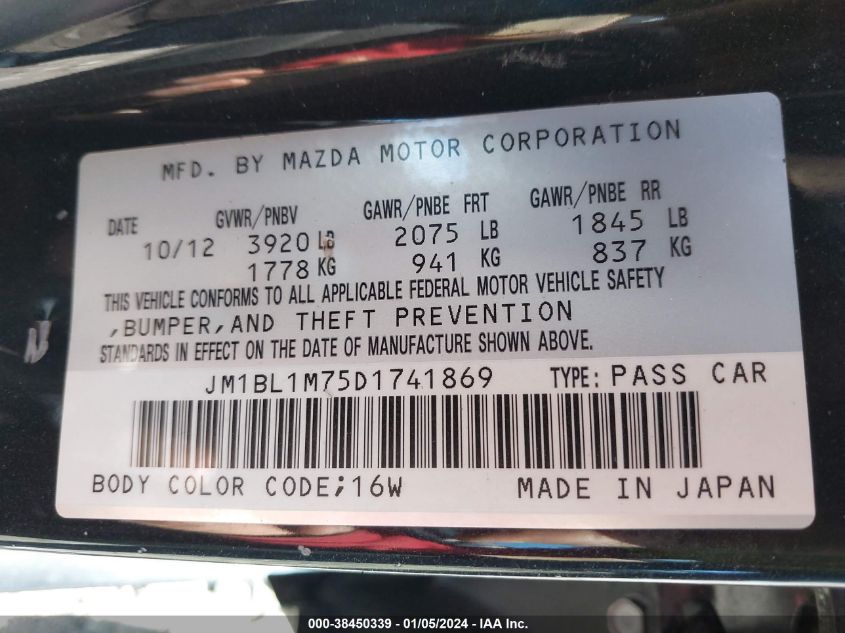 MFD. BY MAZDA MOTOR CORPORATION
DATE GVWR/PNBV GAWR/PNBE FRT GAWR/PNBE RR
10/12 3920 LB 2075 LB 1845 LB
1778 KG 941 KG 837 KG
THIS VEHICLE CONFORMS TO ALL APPLICABLE FEDERAL MOTOR VEHICLE SAFETY
,BUMPER,AND THEFT PREVENTION
STANDARDS IN EFFECT ON THE DATE OF MANUFACTURE SHOWN ABOVE.
JM1BL1M75D1741869 TYPE: PASS CAR
BODY COLOR CODE;16W MADE IN JAPAN
000-38450339 - 01/05/2024 - IAA Inc.